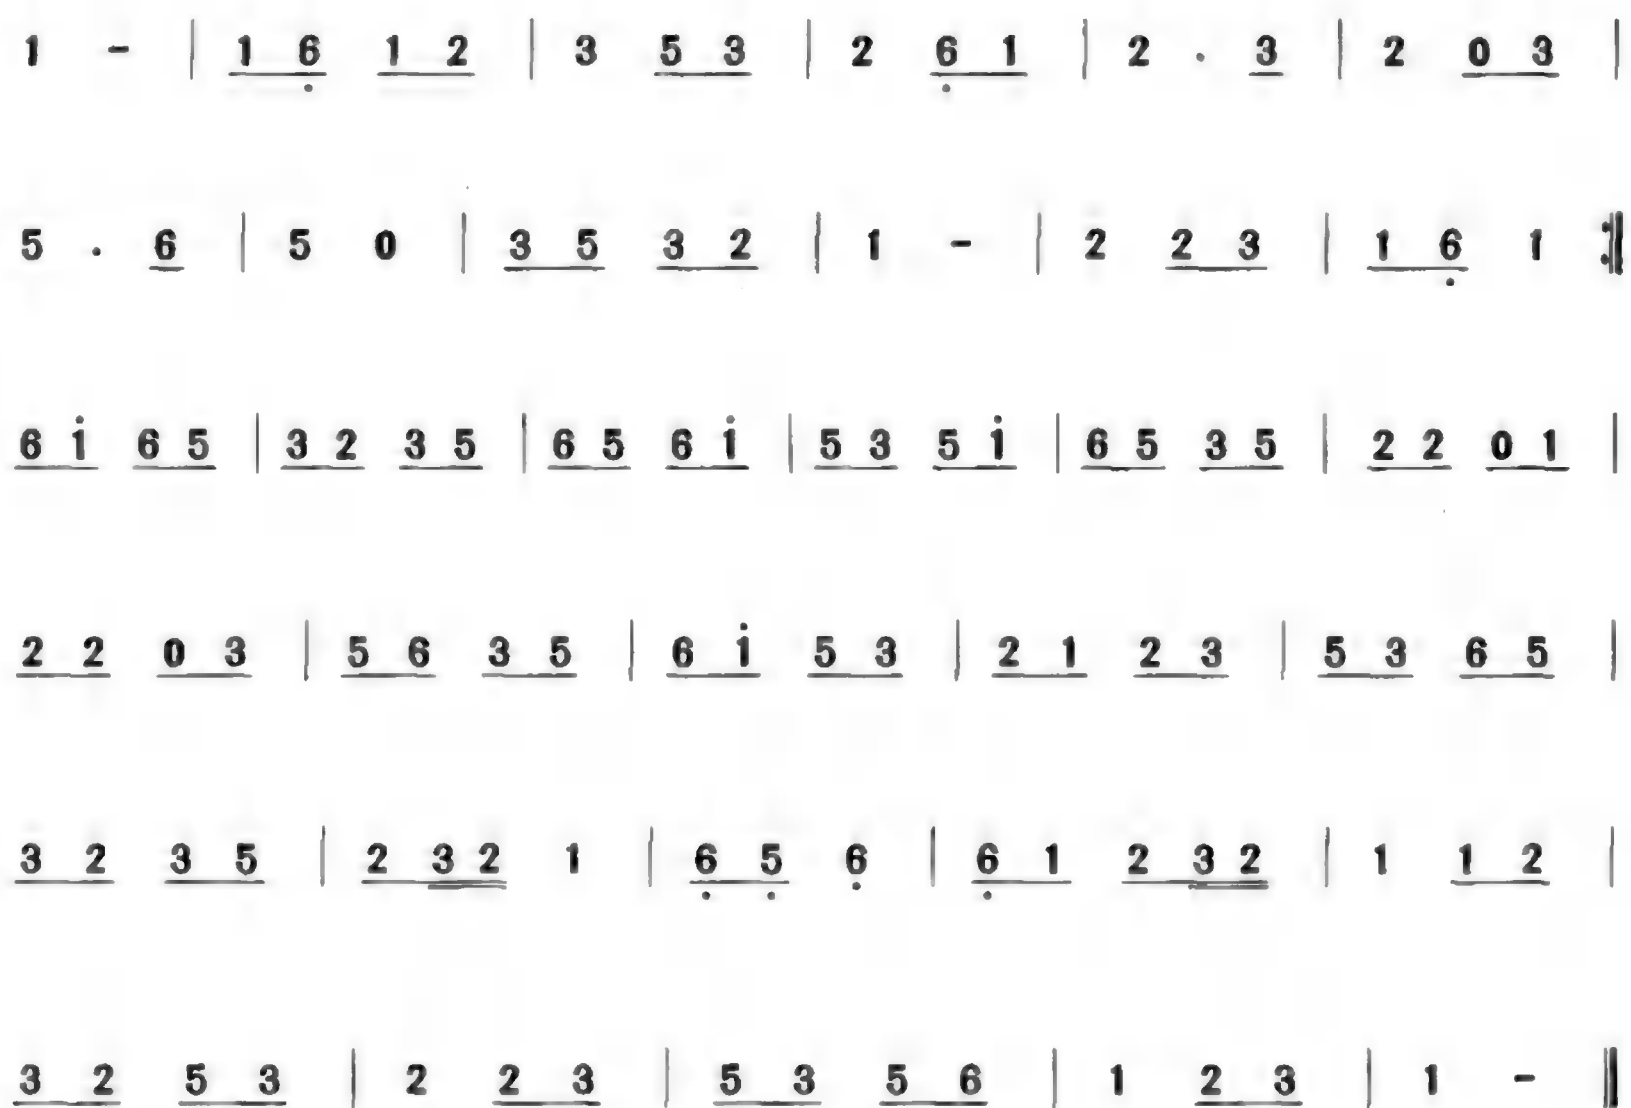 1 - | 1 6̣ 1 2 | 3 5 3 | 2 6̣ 1 | 2 . 3 | 2 0 3 |
5 . 6 | 5 0 | 3 5 3 2 | 1 - | 2 2 3 | 1 6̣ 1 :‖
6 i 6 5 | 3 2 3 5 | 6 5 6 i | 5 3 5 i | 6 5 3 5 | 2 2 0 1 |
2 2 0 3 | 5 6 3 5 | 6 i 5 3 | 2 1 2 3 | 5 3 6 5 |
3 2 3 5 | 2 3 2 1 | 6̣ 5̣ 6̣ | 6̣ 1 2 3 2 | 1 1 2 |
3 2 5 3 | 2 2 3 | 5 3 5 6 | 1 2 3 | 1 - ‖